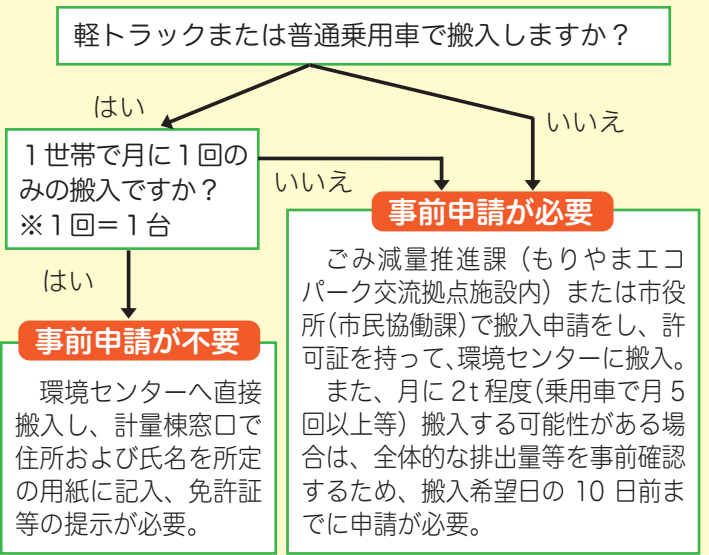 軽トラックまたは普通乗用車で搬入しますか？
はい
いいえ
１世帯で月に１回の
みの搬入ですか？
※１回＝１台
いいえ
はい
事前申請が不要
環境センターへ直接
搬入し、計量棟窓口で
住所および氏名を所定
の用紙に記入、免許証
等の提示が必要。
事前申請が必要
ごみ減量推進課（もりやまエコ
パーク交流拠点施設内）または市役
所（市民協働課）で搬入申請をし、許
可証を持って、環境センターに搬入。
また、月に２t 程度（乗用車で月５
回以上等）搬入する可能性がある場
合は、全体的な排出量等を事前確認
するため、搬入希望日の 10 日前ま
でに申請が必要。